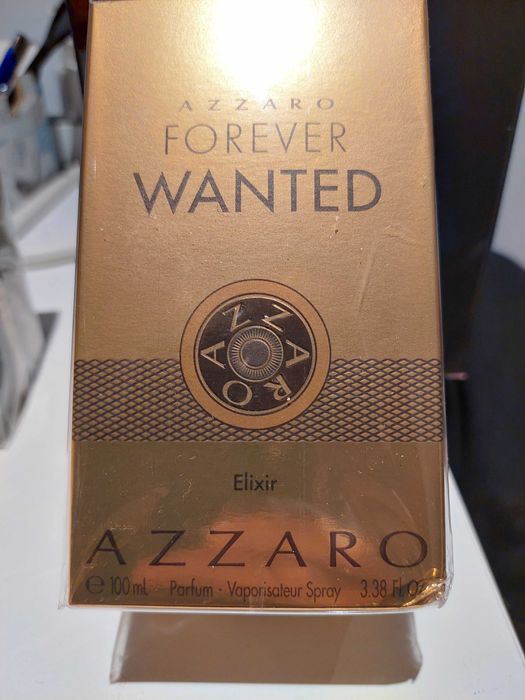 AZZARO
FOREVER
WANTED
AZZARO
Elixir
AZZARO
℮ 100 mL Parfum - Vaporisateur Spray 3.38 Fl. Oz